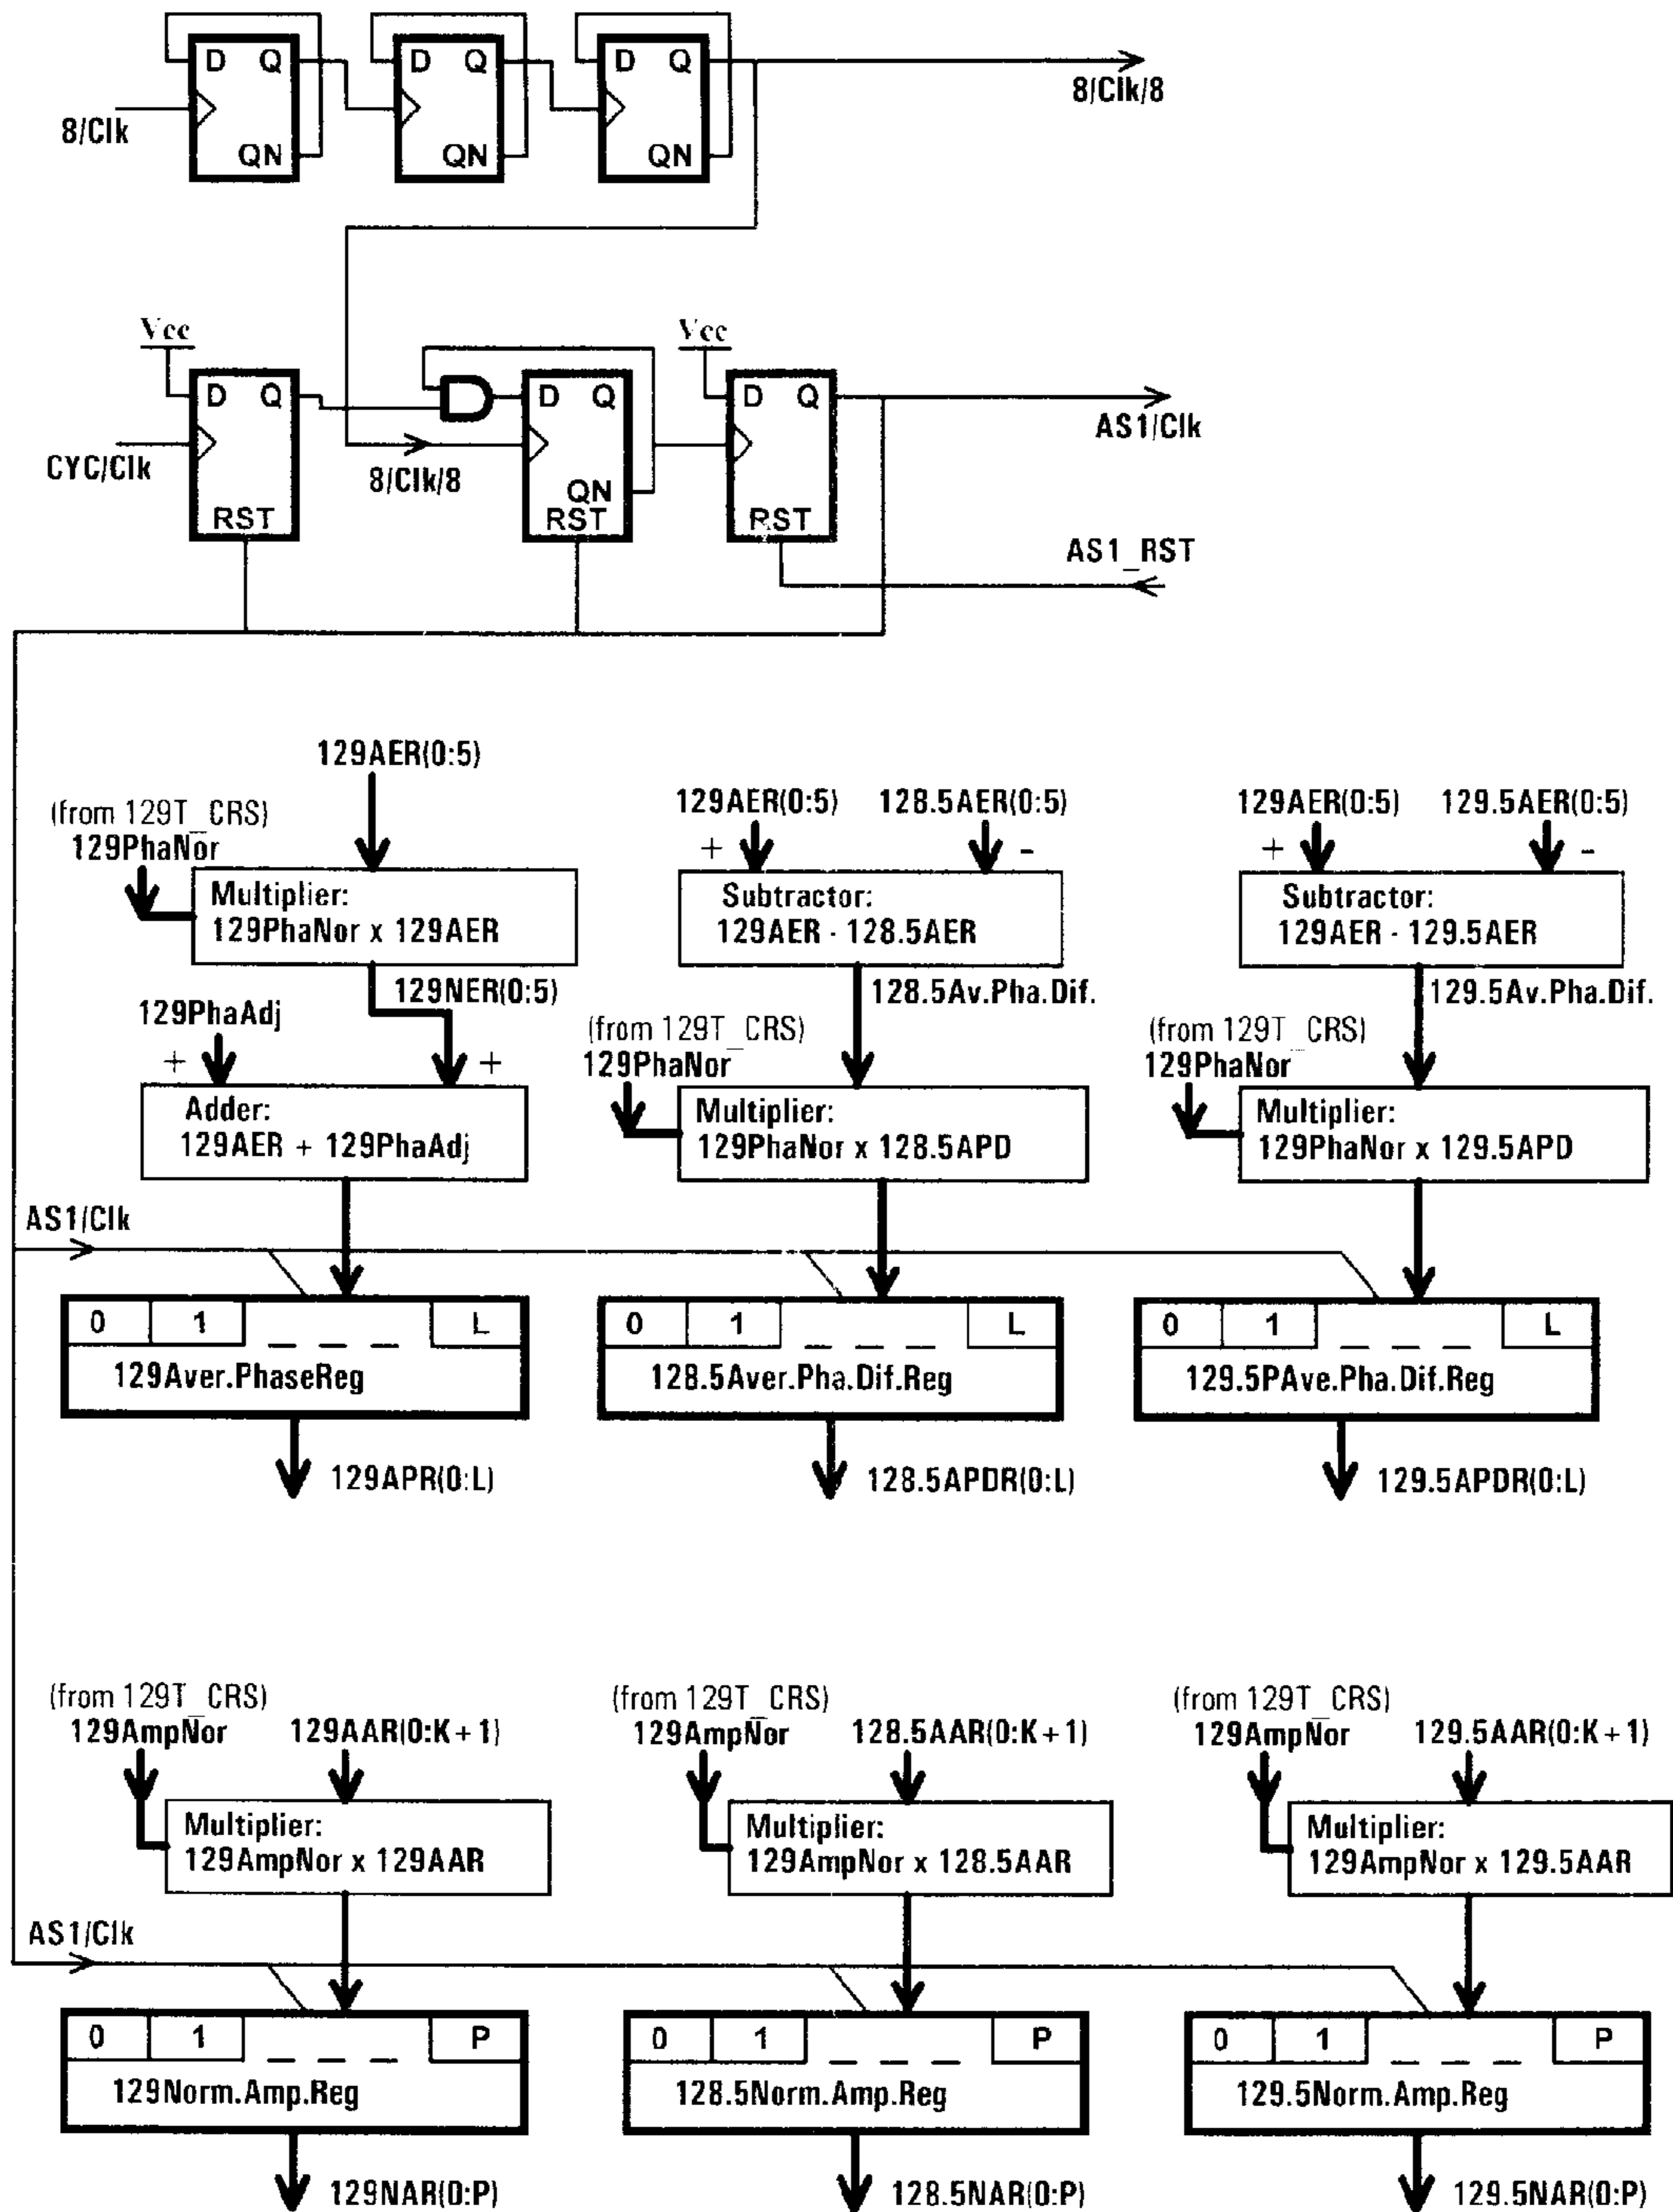 D Q D Q D Q
8/Clk/8
8/Clk
QN QN QN
Vcc Vcc
D Q D Q D Q
AS1/Clk
CYC/Clk
8/Clk/8
QN
RST RST RST
AS1_RST
129AER(0:5)
(from 129T_CRS)
129PhaNor
129AER(0:5) 128.5AER(0:5) 129AER(0:5) 129.5AER(0:5)
+ - + -
Multiplier:
129PhaNor x 129AER
Subtractor:
129AER - 128.5AER
Subtractor:
129AER - 129.5AER
129NER(0:5)
128.5Av.Pha.Dif.
129.5Av.Pha.Dif.
129PhaAdj
+ +
(from 129T_CRS)
129PhaNor
(from 129T_CRS)
129PhaNor
Adder:
129AER + 129PhaAdj
Multiplier:
129PhaNor x 128.5APD
Multiplier:
129PhaNor x 129.5APD
AS1/Clk
0 1 _ _ _ L
129Aver.PhaseReg
0 1 _ _ _ L
128.5Aver.Pha.Dif.Reg
0 1 _ _ _ L
129.5PAve.Pha.Dif.Reg
129APR(0:L)
128.5APDR(0:L)
129.5APDR(0:L)
(from 129T_CRS)
129AmpNor 129AAR(0:K+1)
(from 129T_CRS)
129AmpNor 128.5AAR(0:K+1)
(from 129T_CRS)
129AmpNor 129.5AAR(0:K+1)
Multiplier:
129AmpNor x 129AAR
Multiplier:
129AmpNor x 128.5AAR
Multiplier:
129AmpNor x 129.5AAR
AS1/Clk
0 1 _ _ _ P
129Norm.Amp.Reg
0 1 _ _ _ P
128.5Norm.Amp.Reg
0 1 _ _ _ P
129.5Norm.Amp.Reg
129NAR(0:P)
128.5NAR(0:P)
129.5NAR(0:P)